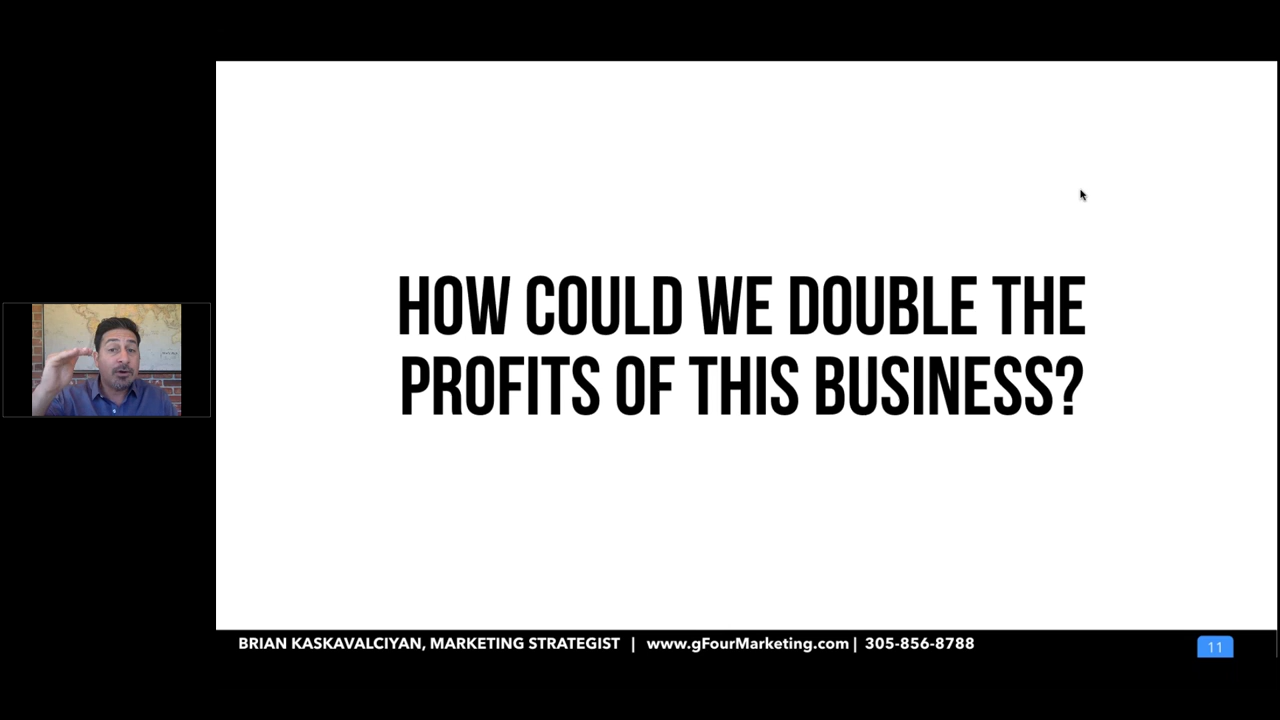 HOW COULD WE DOUBLE THE
PROFITS OF THIS BUSINESS?
BRIAN KASKAVALCIYAN, MARKETING STRATEGIST | www.gFourMarketing.com | 305-856-8788
11